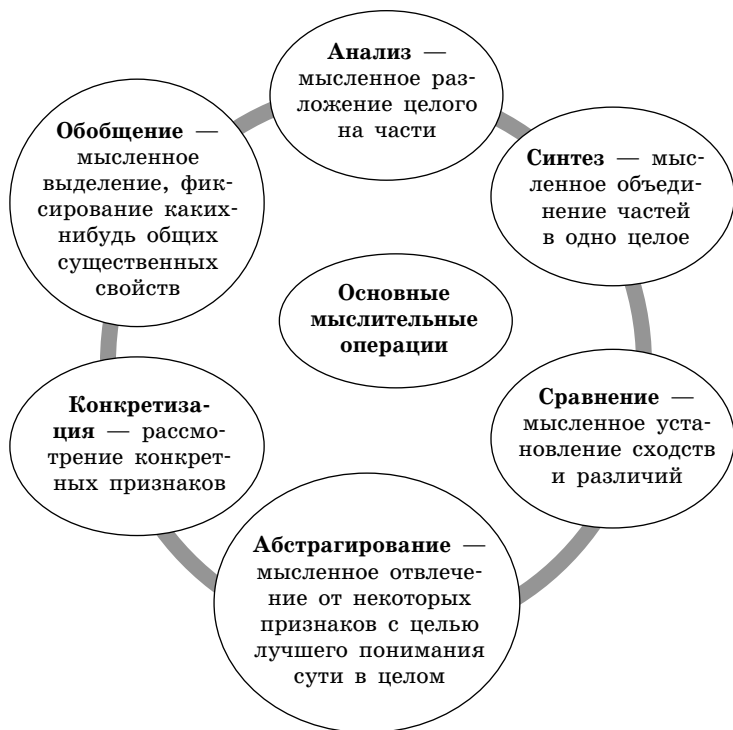 Анализ —
мысленное раз-
ложение целого
на части
Синтез — мыс-
ленное объеди-
нение частей
в одно целое
Сравнение —
мысленное уста-
новление сходств
и различий
Абстрагирование —
мысленное отвлече-
ние от некоторых
признаков с целью
лучшего понимания
сути в целом
Конкретиза-
ция — рассмо-
трение конкрет-
ных признаков
Обобщение —
мысленное
выделение, фик-
сирование каких-
нибудь общих
существенных
свойств
Основные
мыслительные
операции